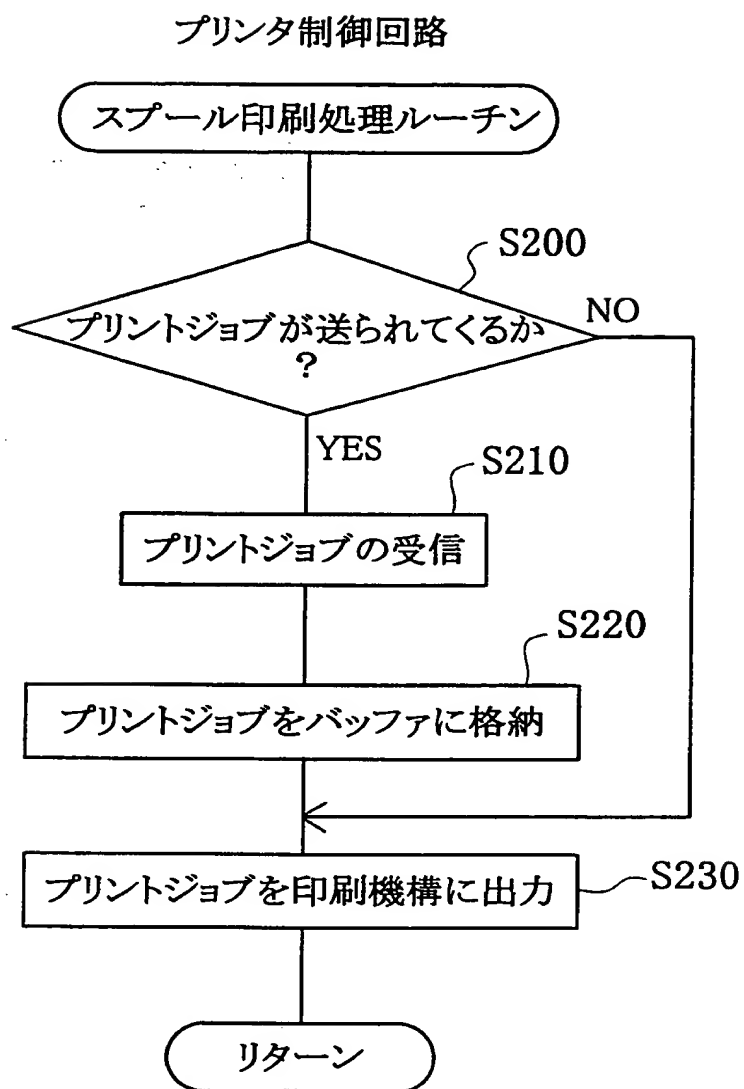 プリンタ制御回路
スプール印刷処理ルーチン
S200
プリントジョブが送られてくるか
?
NO
YES
S210
プリントジョブの受信
S220
プリントジョブをバッファに格納
プリントジョブを印刷機構に出力
S230
リターン